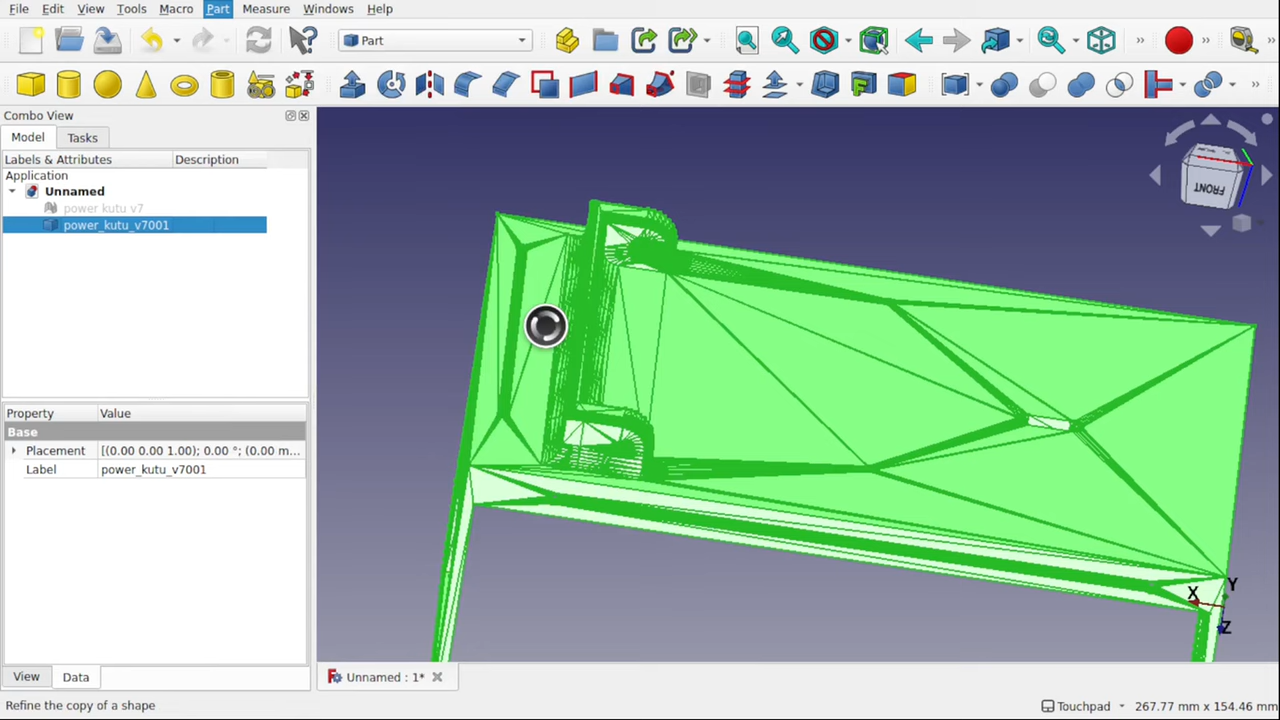 File Edit View Tools Macro Part Measure Windows Help
Part
Combo View
Model Tasks
Labels & Attributes Description
Application
Unnamed
power kutu v7
power_kutu_v7001
FRONT
Property Value
Base
Placement [(0.00 0.00 1.00); 0.00 °; (0.00 m...
Label power_kutu_v7001
X Y
Z
View Data
Unnamed : 1*
Refine the copy of a shape Touchpad 267.77 mm x 154.46 mm